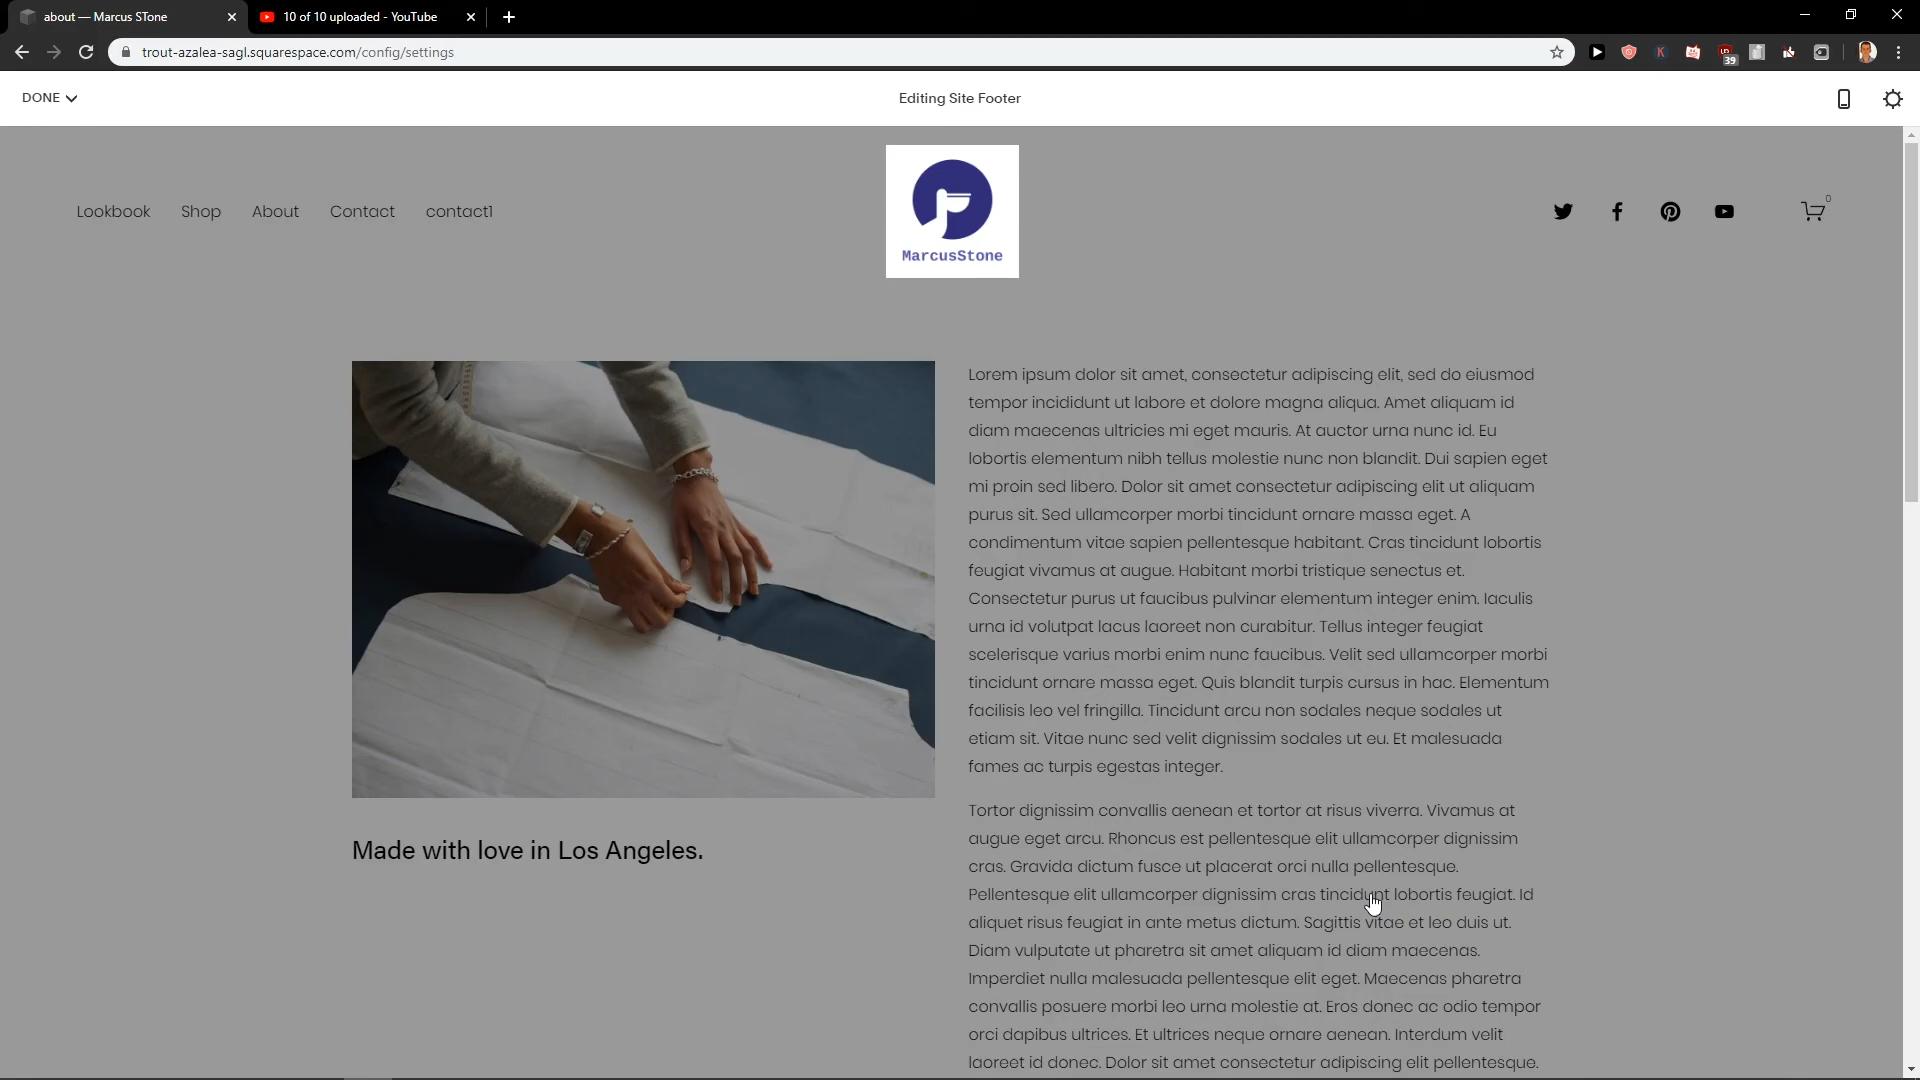 about — Marcus STone
10 of 10 uploaded - YouTube
trout-azalea-sagl.squarespace.com/config/settings
39
DONE
Editing Site Footer
Lookbook
Shop
About
Contact
contact1
MarcusStone
0
Lorem ipsum dolor sit amet, consectetur adipiscing elit, sed do eiusmod
tempor incididunt ut labore et dolore magna aliqua. Amet aliquam id
diam maecenas ultricies mi eget mauris. At auctor urna nunc id. Eu
lobortis elementum nibh tellus molestie nunc non blandit. Dui sapien eget
mi proin sed libero. Dolor sit amet consectetur adipiscing elit ut aliquam
purus sit. Sed ullamcorper morbi tincidunt ornare massa eget. A
condimentum vitae sapien pellentesque habitant. Cras tincidunt lobortis
feugiat vivamus at augue. Habitant morbi tristique senectus et.
Consectetur purus ut faucibus pulvinar elementum integer enim. Iaculis
urna id volutpat lacus laoreet non curabitur. Tellus integer feugiat
scelerisque varius morbi enim nunc faucibus. Velit sed ullamcorper morbi
tincidunt ornare massa eget. Quis blandit turpis cursus in hac. Elementum
facilisis leo vel fringilla. Tincidunt arcu non sodales neque sodales ut
etiam sit. Vitae nunc sed velit dignissim sodales ut eu. Et malesuada
fames ac turpis egestas integer.
Made with love in Los Angeles.
Tortor dignissim convallis aenean et tortor at risus viverra. Vivamus at
augue eget arcu. Rhoncus est pellentesque elit ullamcorper dignissim
cras. Gravida dictum fusce ut placerat orci nulla pellentesque.
Pellentesque elit ullamcorper dignissim cras tincidunt lobortis feugiat. Id
aliquet risus feugiat in ante metus dictum. Sagittis vitae et leo duis ut.
Diam vulputate ut pharetra sit amet aliquam id diam maecenas.
Imperdiet nulla malesuada pellentesque elit eget. Maecenas pharetra
convallis posuere morbi leo urna molestie at. Eros donec ac odio tempor
orci dapibus ultrices. Et ultrices neque ornare aenean. Interdum velit
laoreet id donec. Dolor sit amet consectetur adipiscing elit pellentesque.